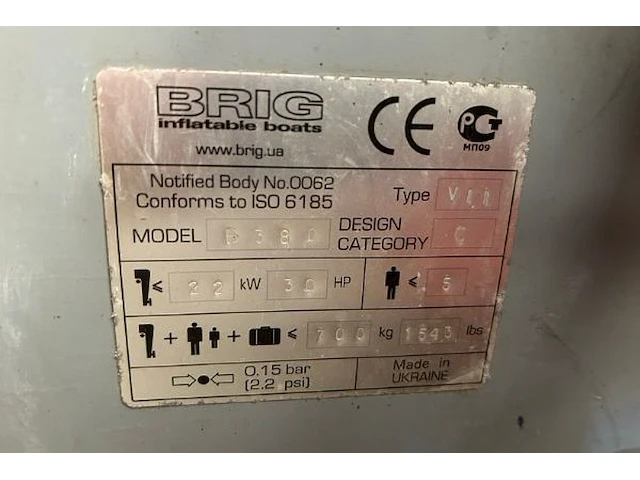 BRIG
inflatable boats
www.brig.ua
CE
РСТ
МП09
Notified Body No.0062
Conforms to ISO 6185
Type
MODEL
DESIGN CATEGORY C
≤ 22 kW 30 HP
≤ 5
+ + ≤ 700 kg 1543 lbs
0.15 bar
(2.2 psi)
Made in
UKRAINE